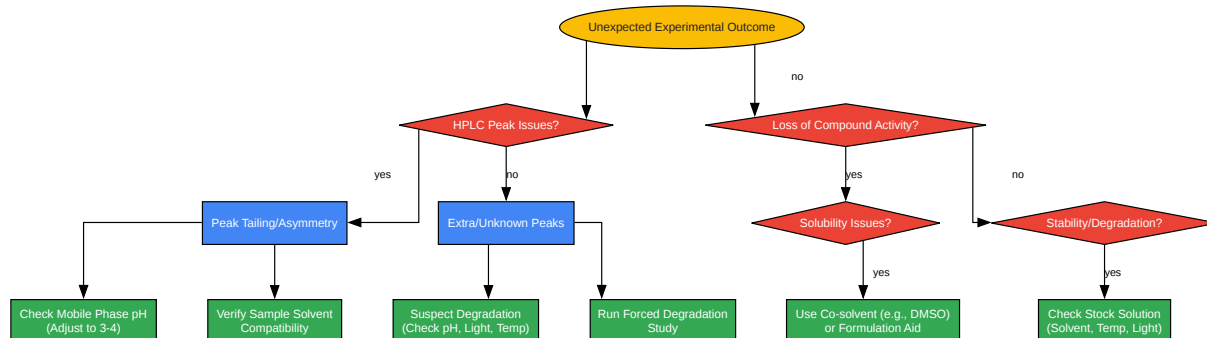 Unexpected Experimental Outcome
no
HPLC Peak Issues?
Loss of Compound Activity?
yes
no
yes
no
Peak Tailing/Asymmetry
Extra/Unknown Peaks
Solubility Issues?
Stability/Degradation?
yes
yes
Check Mobile Phase pH
(Adjust to 3-4)
Verify Sample Solvent
Compatibility
Suspect Degradation
(Check pH, Light, Temp)
Run Forced Degradation
Study
Use Co-solvent (e.g., DMSO)
or Formulation Aid
Check Stock Solution
(Solvent, Temp, Light)